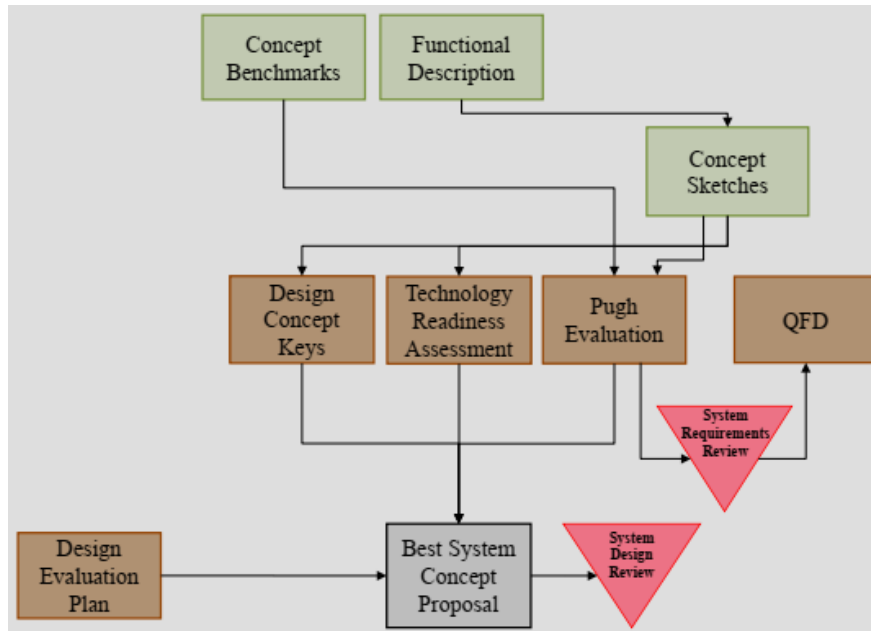 Concept
Benchmarks
Functional
Description
Concept
Sketches
Design
Concept
Keys
Technology
Readiness
Assessment
Pugh
Evaluation
QFD
System
Requirements
Review
Design
Evaluation
Plan
Best System
Concept
Proposal
System
Design
Review